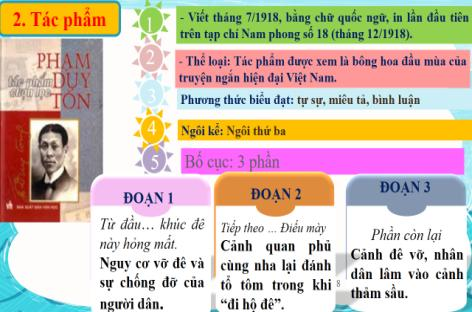 2. Tác phẩm
PHẠM
DUY
TỐN
tác phẩm
chọn lọc
1
- Viết tháng 7/1918, bằng chữ quốc ngữ, in lần đầu tiên
trên tạp chí Nam phong số 18 (tháng 12/1918).
2
- Thể loại: Tác phẩm được xem là bông hoa đầu mùa của
truyện ngắn hiện đại Việt Nam.
3
Phương thức biểu đạt: tự sự, miêu tả, bình luận
4
Ngôi kể: Ngôi thứ ba
5
Bố cục: 3 phần
ĐOẠN 1
Từ đầu… khúc đê
này hỏng mất.
Nguy cơ vỡ đê và
sự chống đỡ của
người dân.
ĐOẠN 2
Tiếp theo ... Điếu mày
Cảnh quan phủ
cùng nha lại đánh
tổ tôm trong khi
“đi hộ đê”.
8
ĐOẠN 3
Phần còn lại
Cảnh đê vỡ, nhân
dân lâm vào cảnh
thảm sầu.